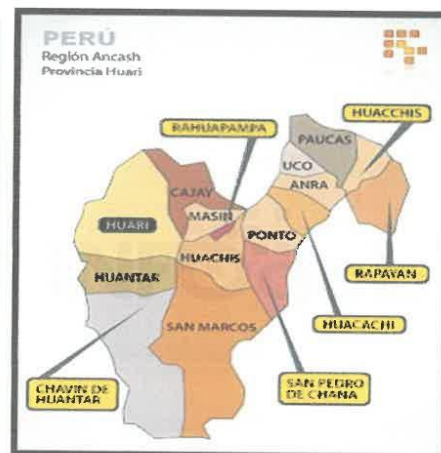 PERÚ
Región Ancash
Provincia Huari
HUACCHIS
RAHUAPAMPA
PAUCAS
UCO
CAJAY
ANRA
MASIN
HUARI
PONTO
HUACHIS
HUANTAR
RAPAYAN
SAN MARCOS
HUACACHI
CHAVIN DE
HUANTAR
SAN PEDRO
DE CHANA